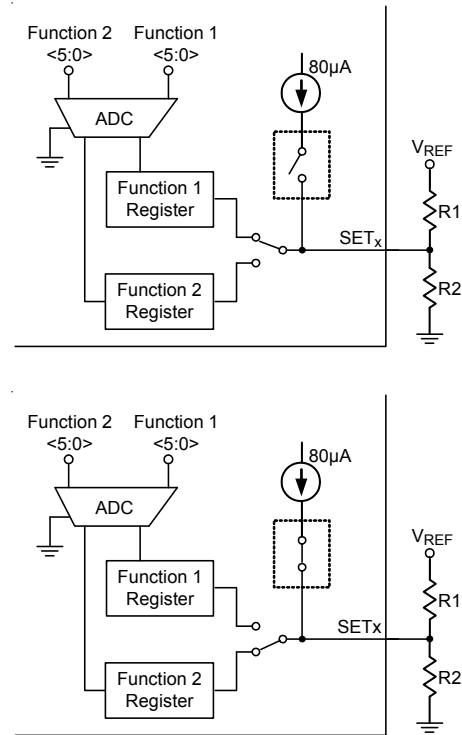 Function 2 Function 1
<5:0> <5:0>
80µA
ADC
VREF
Function 1
Register
R1
SETx
Function 2
Register
R2
Function 2 Function 1
<5:0> <5:0>
80µA
ADC
VREF
Function 1
Register
R1
SETx
Function 2
Register
R2